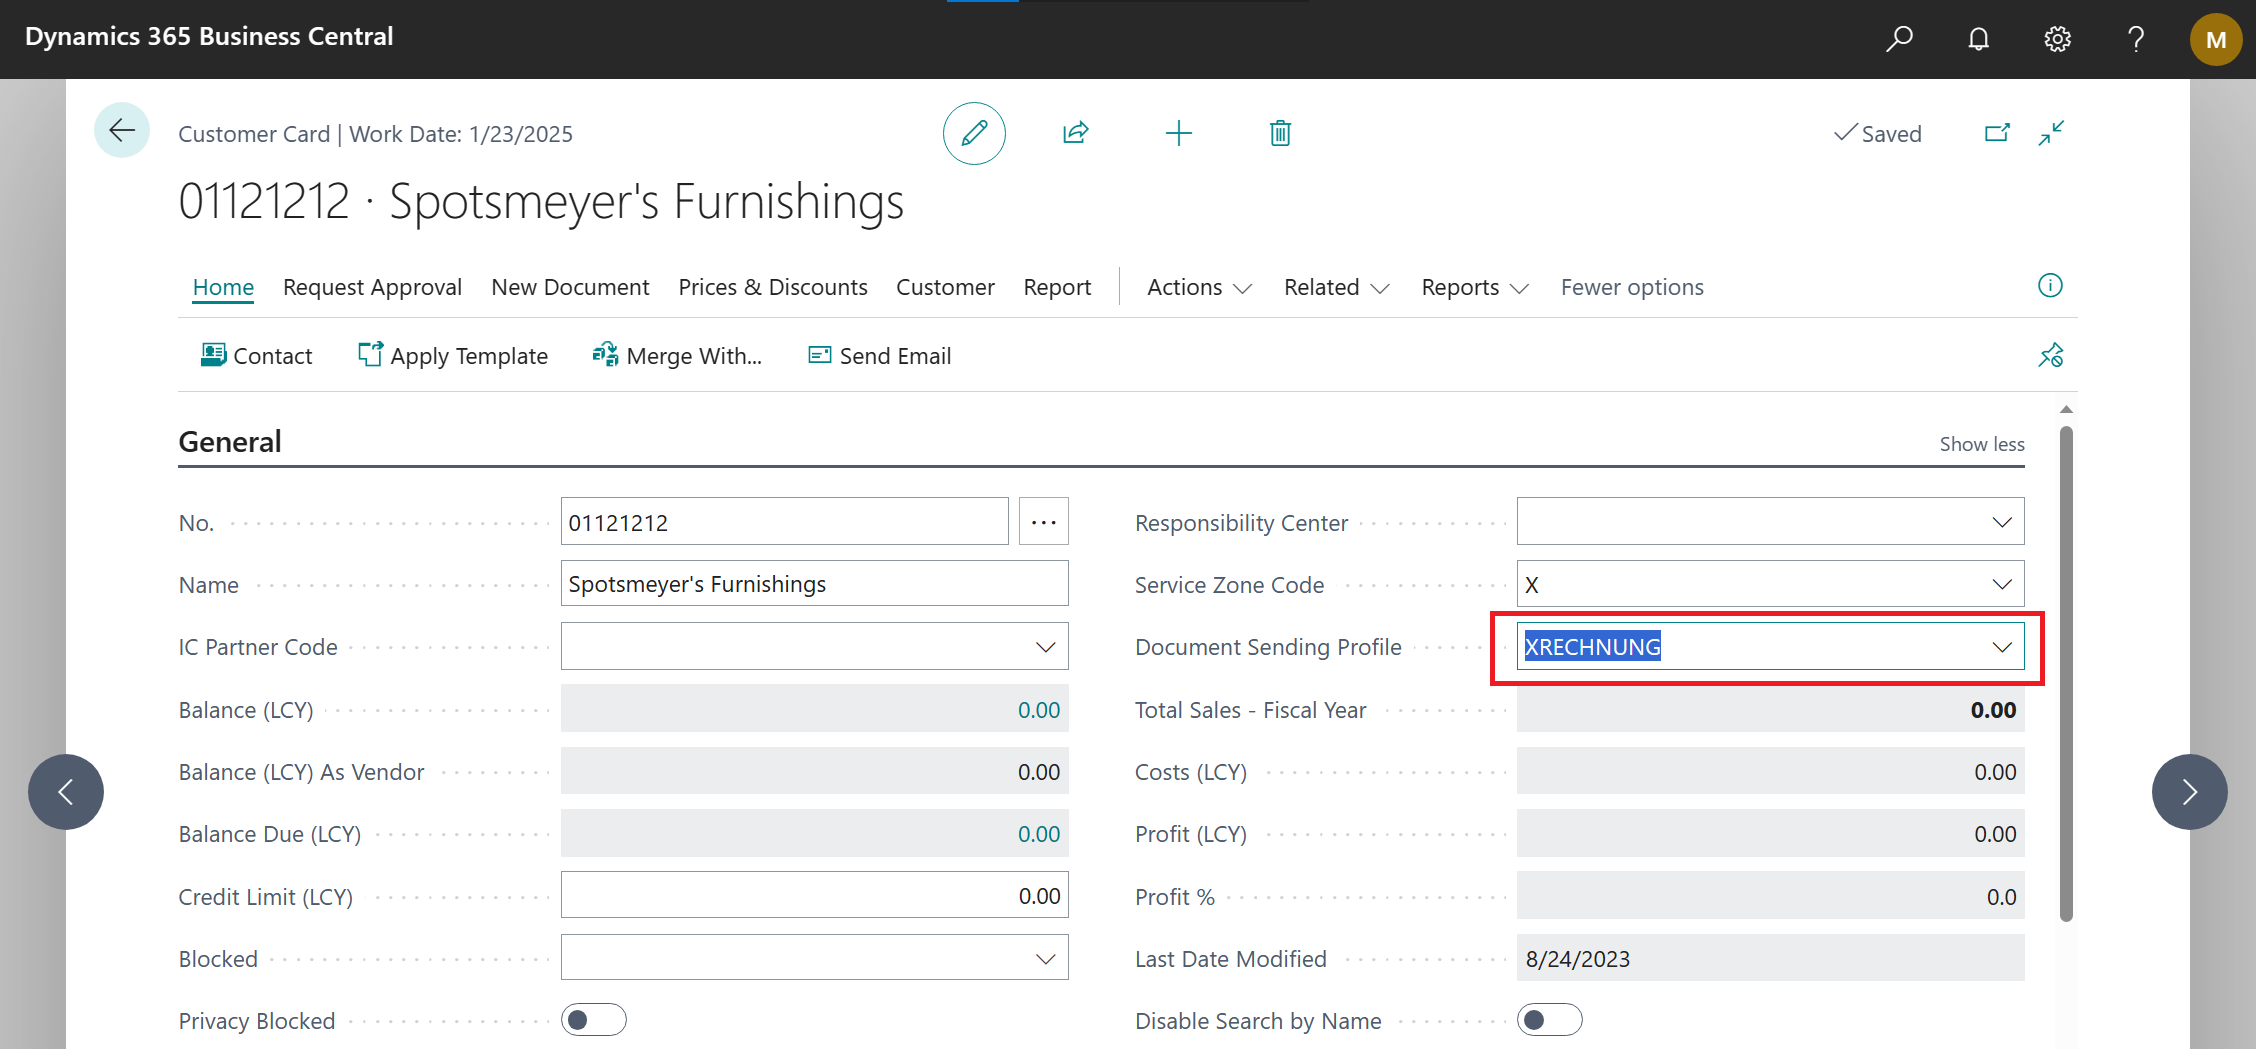 Dynamics 365 Business Central
M
Customer Card | Work Date: 1/23/2025
Saved
01121212 · Spotsmeyer's Furnishings
Home Request Approval New Document Prices & Discounts Customer Report Actions Related Reports Fewer options
Contact Apply Template Merge With... Send Email
General
Show less
No. 01121212
Name Spotsmeyer's Furnishings
IC Partner Code
Balance (LCY) 0.00
Balance (LCY) As Vendor 0.00
Balance Due (LCY) 0.00
Credit Limit (LCY) 0.00
Blocked
Privacy Blocked
Responsibility Center
Service Zone Code X
Document Sending Profile XRECHNUNG
Total Sales - Fiscal Year 0.00
Costs (LCY) 0.00
Profit (LCY) 0.00
Profit % 0.0
Last Date Modified 8/24/2023
Disable Search by Name